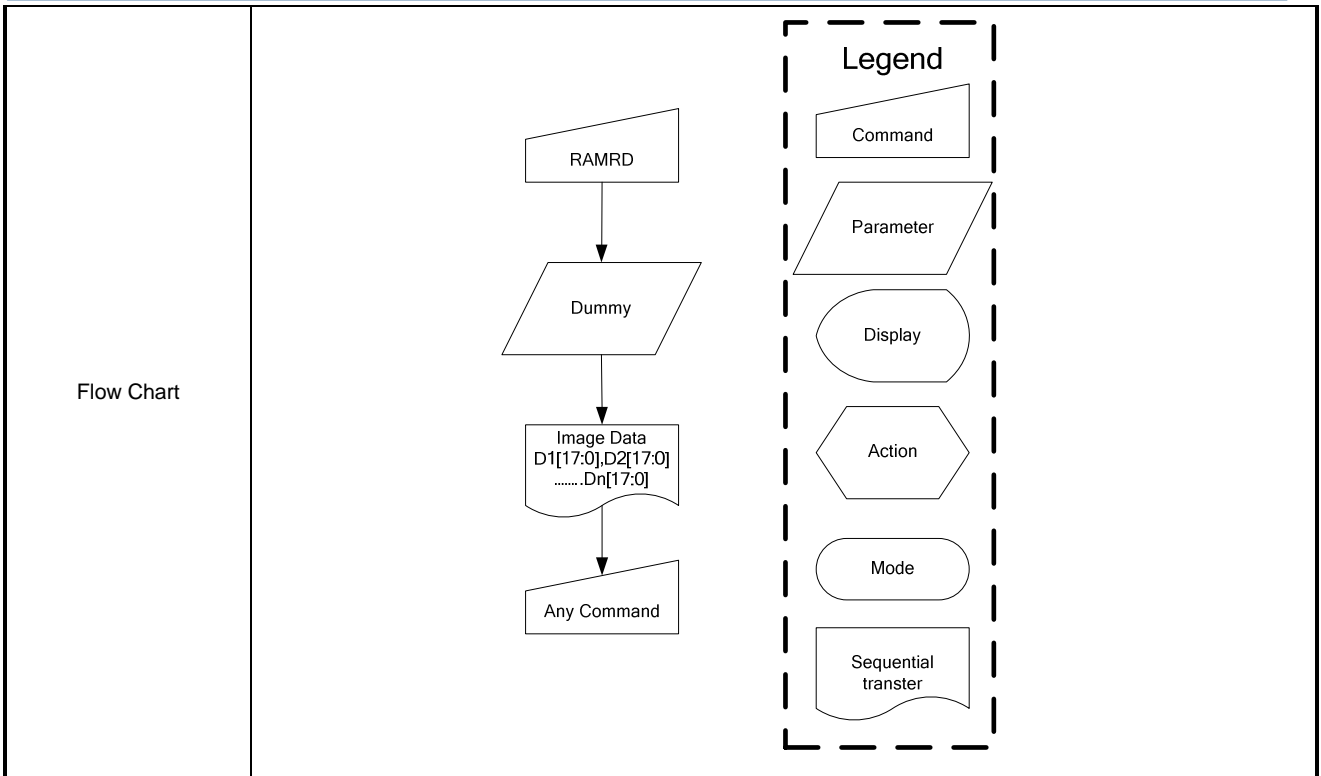 Flow Chart
RAMRD
Dummy
Image Data
D1[17:0],D2[17:0]
........Dn[17:0]
Any Command
Legend
Command
Parameter
Display
Action
Mode
Sequential
transter